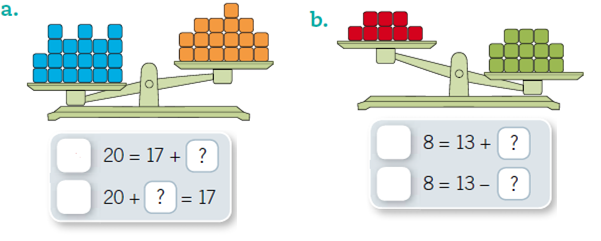 a.
20 = 17 + ?
20 + ? = 17
b.
8 = 13 + ?
8 = 13 – ?